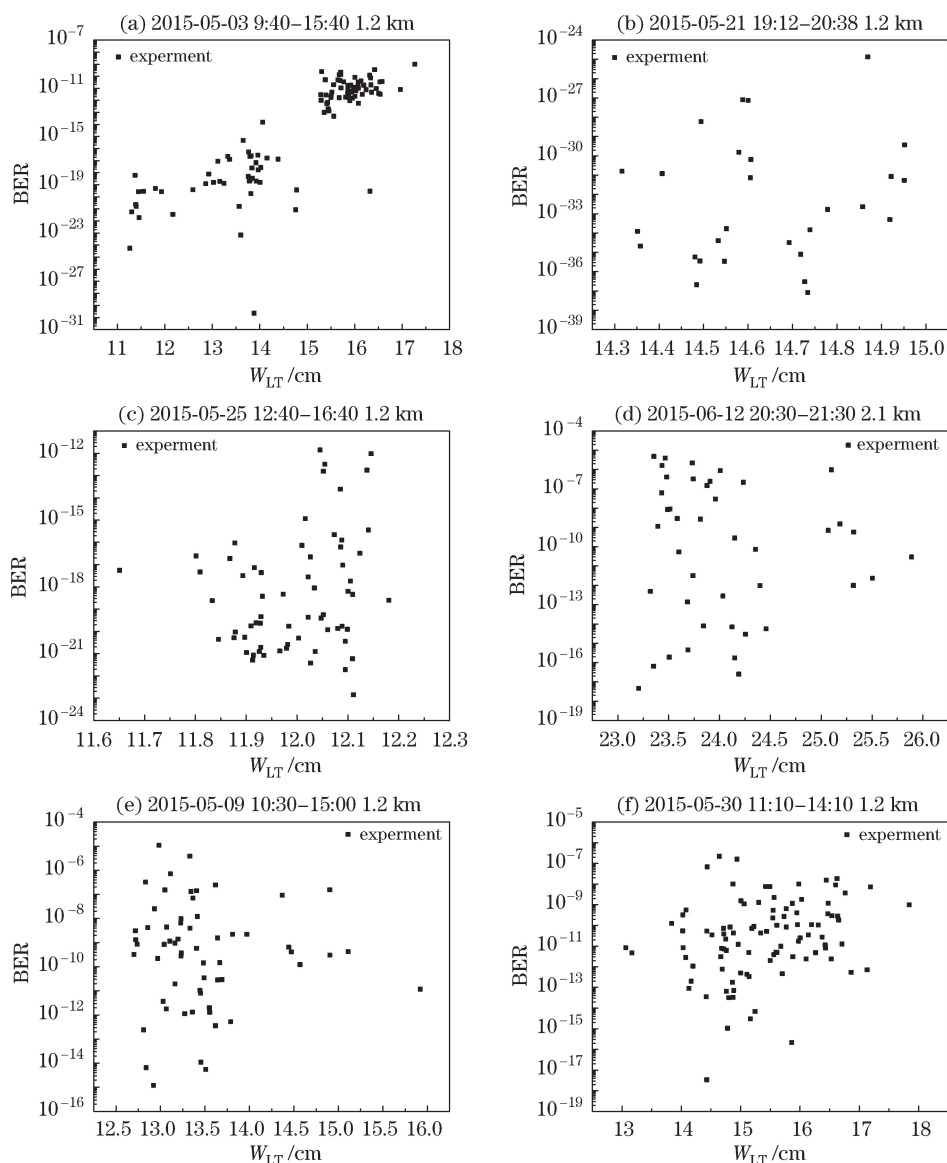 (a) 2015-05-03 9:40–15:40 1.2 km
10⁻⁷
experment
10⁻¹¹
10⁻¹⁵
10⁻¹⁹
10⁻²³
10⁻²⁷
10⁻³¹
BER
11 12 13 14 15 16 17 18
W_LT/cm
(b) 2015-05-21 19:12–20:38 1.2 km
10⁻²⁴
experment
10⁻²⁷
10⁻³⁰
10⁻³³
10⁻³⁶
10⁻³⁹
BER
14.3 14.4 14.5 14.6 14.7 14.8 14.9 15.0
W_LT/cm
(c) 2015-05-25 12:40–16:40 1.2 km
experment
10⁻¹²
10⁻¹⁵
10⁻¹⁸
10⁻²¹
10⁻²⁴
BER
11.6 11.7 11.8 11.9 12.0 12.1 12.2 12.3
W_LT/cm
(d) 2015-06-12 20:30–21:30 2.1 km
10⁻⁴
experment
10⁻⁷
10⁻¹⁰
10⁻¹³
10⁻¹⁶
10⁻¹⁹
BER
23.0 23.5 24.0 24.5 25.0 25.5 26.0
W_LT/cm
(e) 2015-05-09 10:30–15:00 1.2 km
10⁻⁴
experment
10⁻⁶
10⁻⁸
10⁻¹⁰
10⁻¹²
10⁻¹⁴
10⁻¹⁶
BER
12.5 13.0 13.5 14.0 14.5 15.0 15.5 16.0
W_LT/cm
(f) 2015-05-30 11:10–14:10 1.2 km
10⁻⁵
experment
10⁻⁷
10⁻⁹
10⁻¹¹
10⁻¹³
10⁻¹⁵
10⁻¹⁷
10⁻¹⁹
BER
13 14 15 16 17 18
W_LT/cm